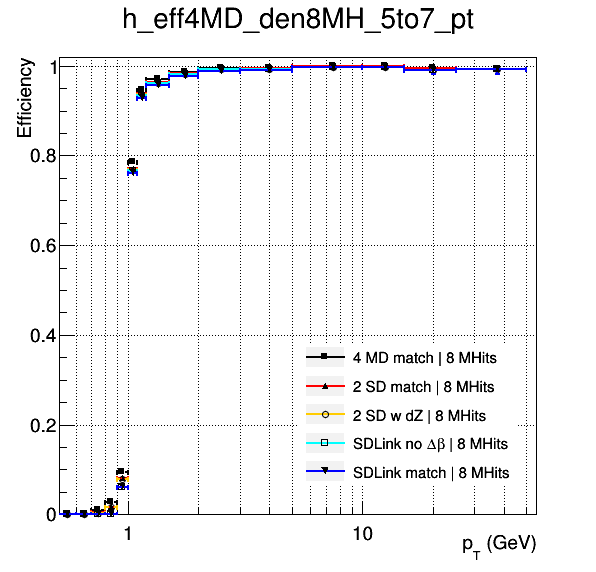 h_eff4MD_den8MH_5to7_pt
Efficiency
1
0.8
0.6
0.4
0.2
0
4 MD match | 8 MHits
2 SD match | 8 MHits
2 SD w dZ | 8 MHits
SDLink no Δβ | 8 MHits
SDLink match | 8 MHits
1 10
p_T (GeV)